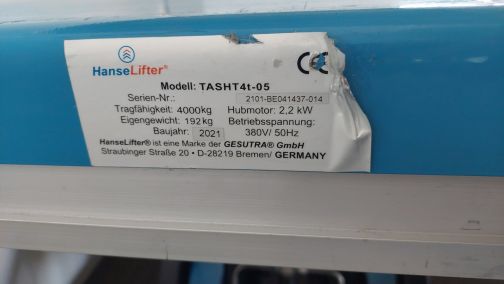 HanseLifter®
CE
Modell: TASHT4t-05
Serien-Nr.: 2101-BE041437-014
Tragfähigkeit: 4000kg Hubmotor: 2,2 kW
Eigengewicht: 192kg Betriebsspannung:
Baujahr: 2021 380V/ 50Hz
HanseLifter® ist eine Marke der GESUTRA® GmbH
Straubinger Straße 20 • D-28219 Bremen/ GERMANY